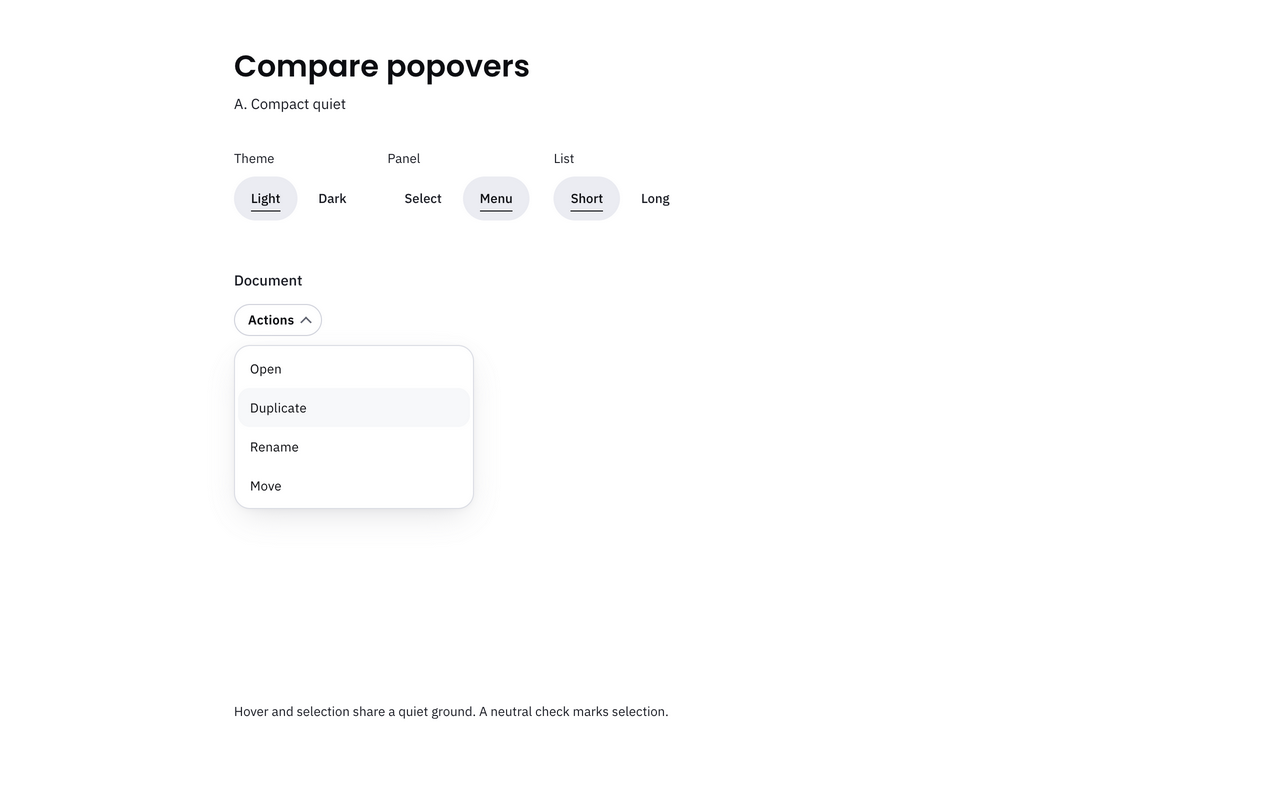 Compare popovers
A. Compact quiet
Theme Panel List
Light Dark Select Menu Short Long
Document
Actions
Open
Duplicate
Rename
Move
Hover and selection share a quiet ground. A neutral check marks selection.